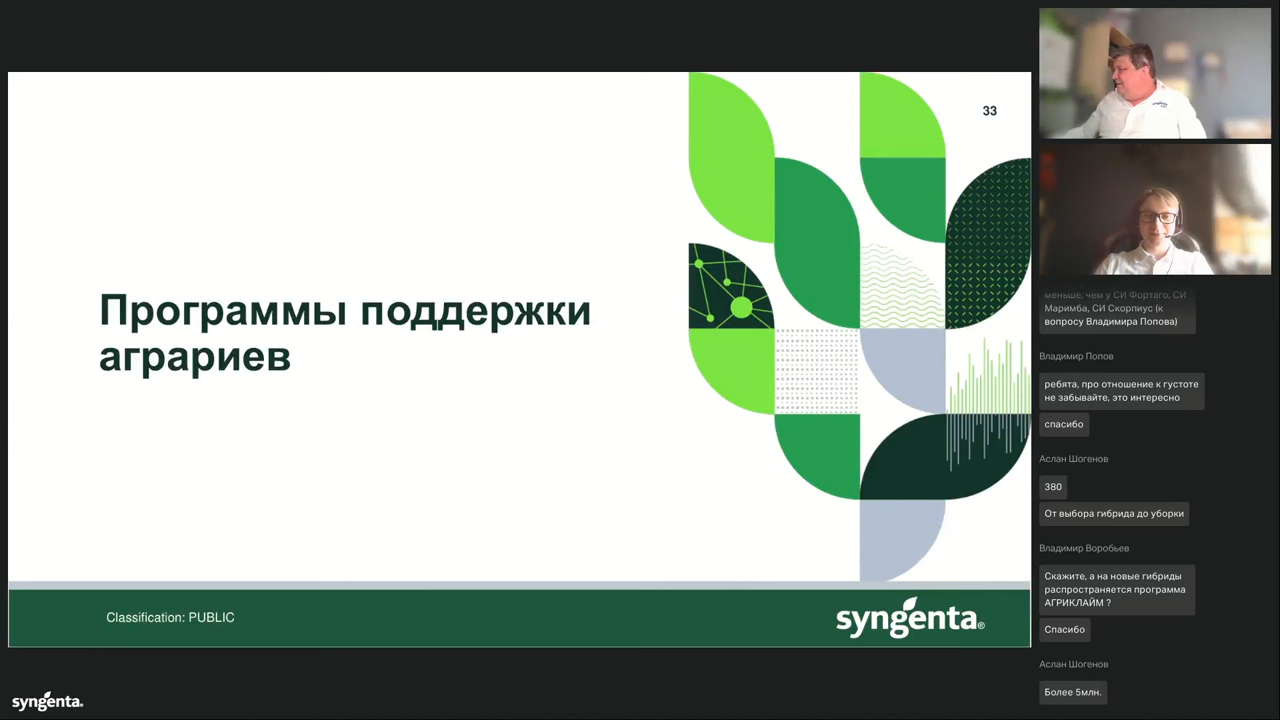 33
Программы поддержки
аграриев
Classification: PUBLIC
syngenta®
syngenta.
меньше, чем у СИ Фортаго, СИ
Маримба, СИ Скорпиус (к
вопросу Владимира Попова)
Владимир Попов
ребята, про отношение к густоте
не забывайте, это интересно
спасибо
Аслан Шогенов
380
От выбора гибрида до уборки
Владимир Воробьев
Скажите, а на новые гибриды
распространяется программа
АГРИКЛАЙМ ?
Спасибо
Аслан Шогенов
Более 5млн.